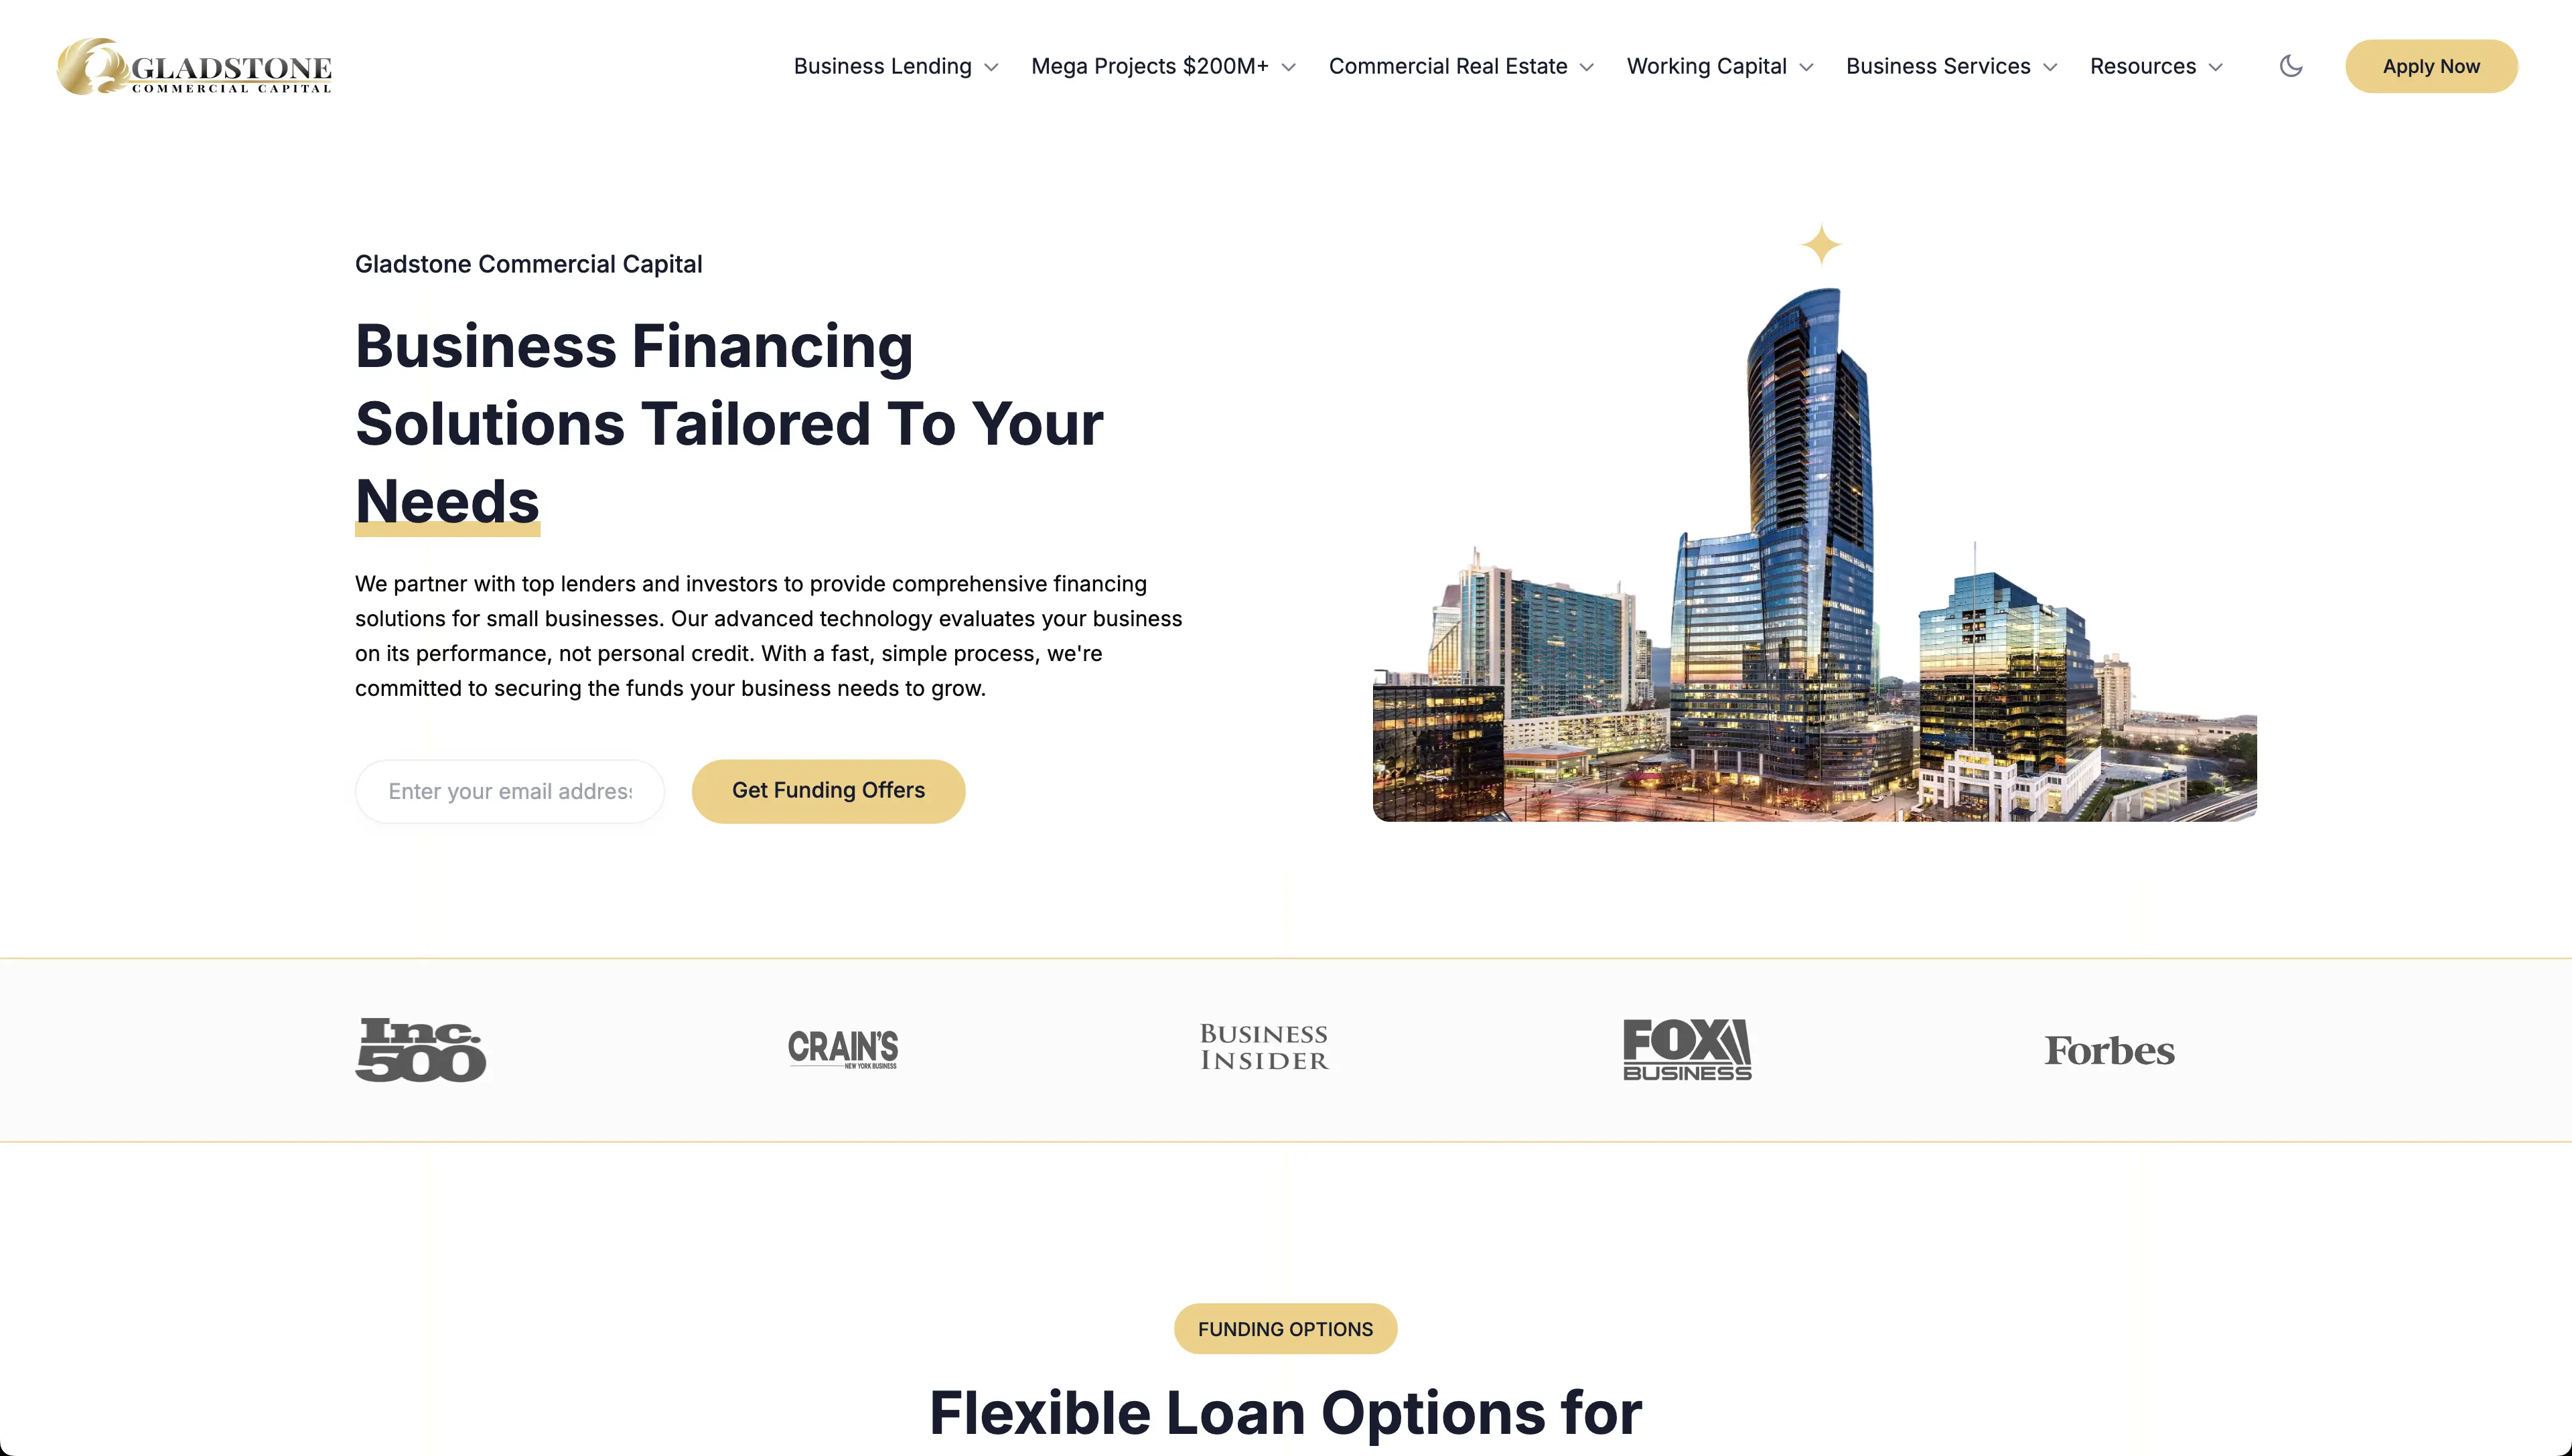 GLADSTONE
COMMERCIAL CAPITAL
Business Lending
Mega Projects $200M+
Commercial Real Estate
Working Capital
Business Services
Resources
Apply Now
Gladstone Commercial Capital
Business Financing
Solutions Tailored To Your
Needs
We partner with top lenders and investors to provide comprehensive financing
solutions for small businesses. Our advanced technology evaluates your business
on its performance, not personal credit. With a fast, simple process, we're
committed to securing the funds your business needs to grow.
Enter your email address
Get Funding Offers
Inc.
500
CRAIN'S
NEW YORK BUSINESS
BUSINESS
INSIDER
FOX
BUSINESS
Forbes
FUNDING OPTIONS
Flexible Loan Options for